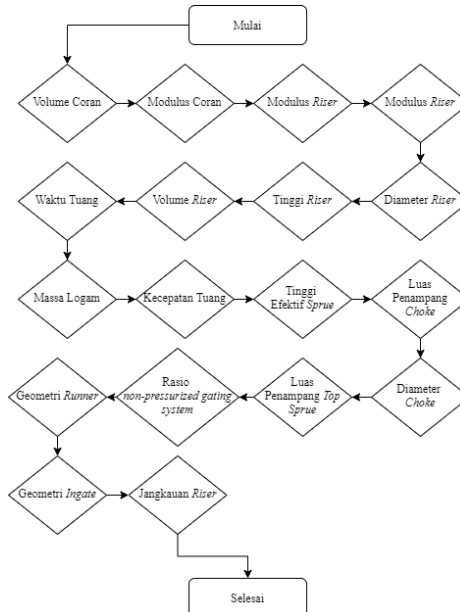 Mulai
Volume Coran
Modulus Coran
Modulus Riser
Modulus Riser
Waktu Tuang
Volume Riser
Tinggi Riser
Diameter Riser
Massa Logam
Kecepatan Tuang
Tinggi
Efektif Sprue
Luas
Penampang
Choke
Geometri Runner
Rasio
non-pressurized gating
system
Luas
Penampang Top
Sprue
Diameter
Choke
Geometri Ingate
Jangkauan Riser
Selesai